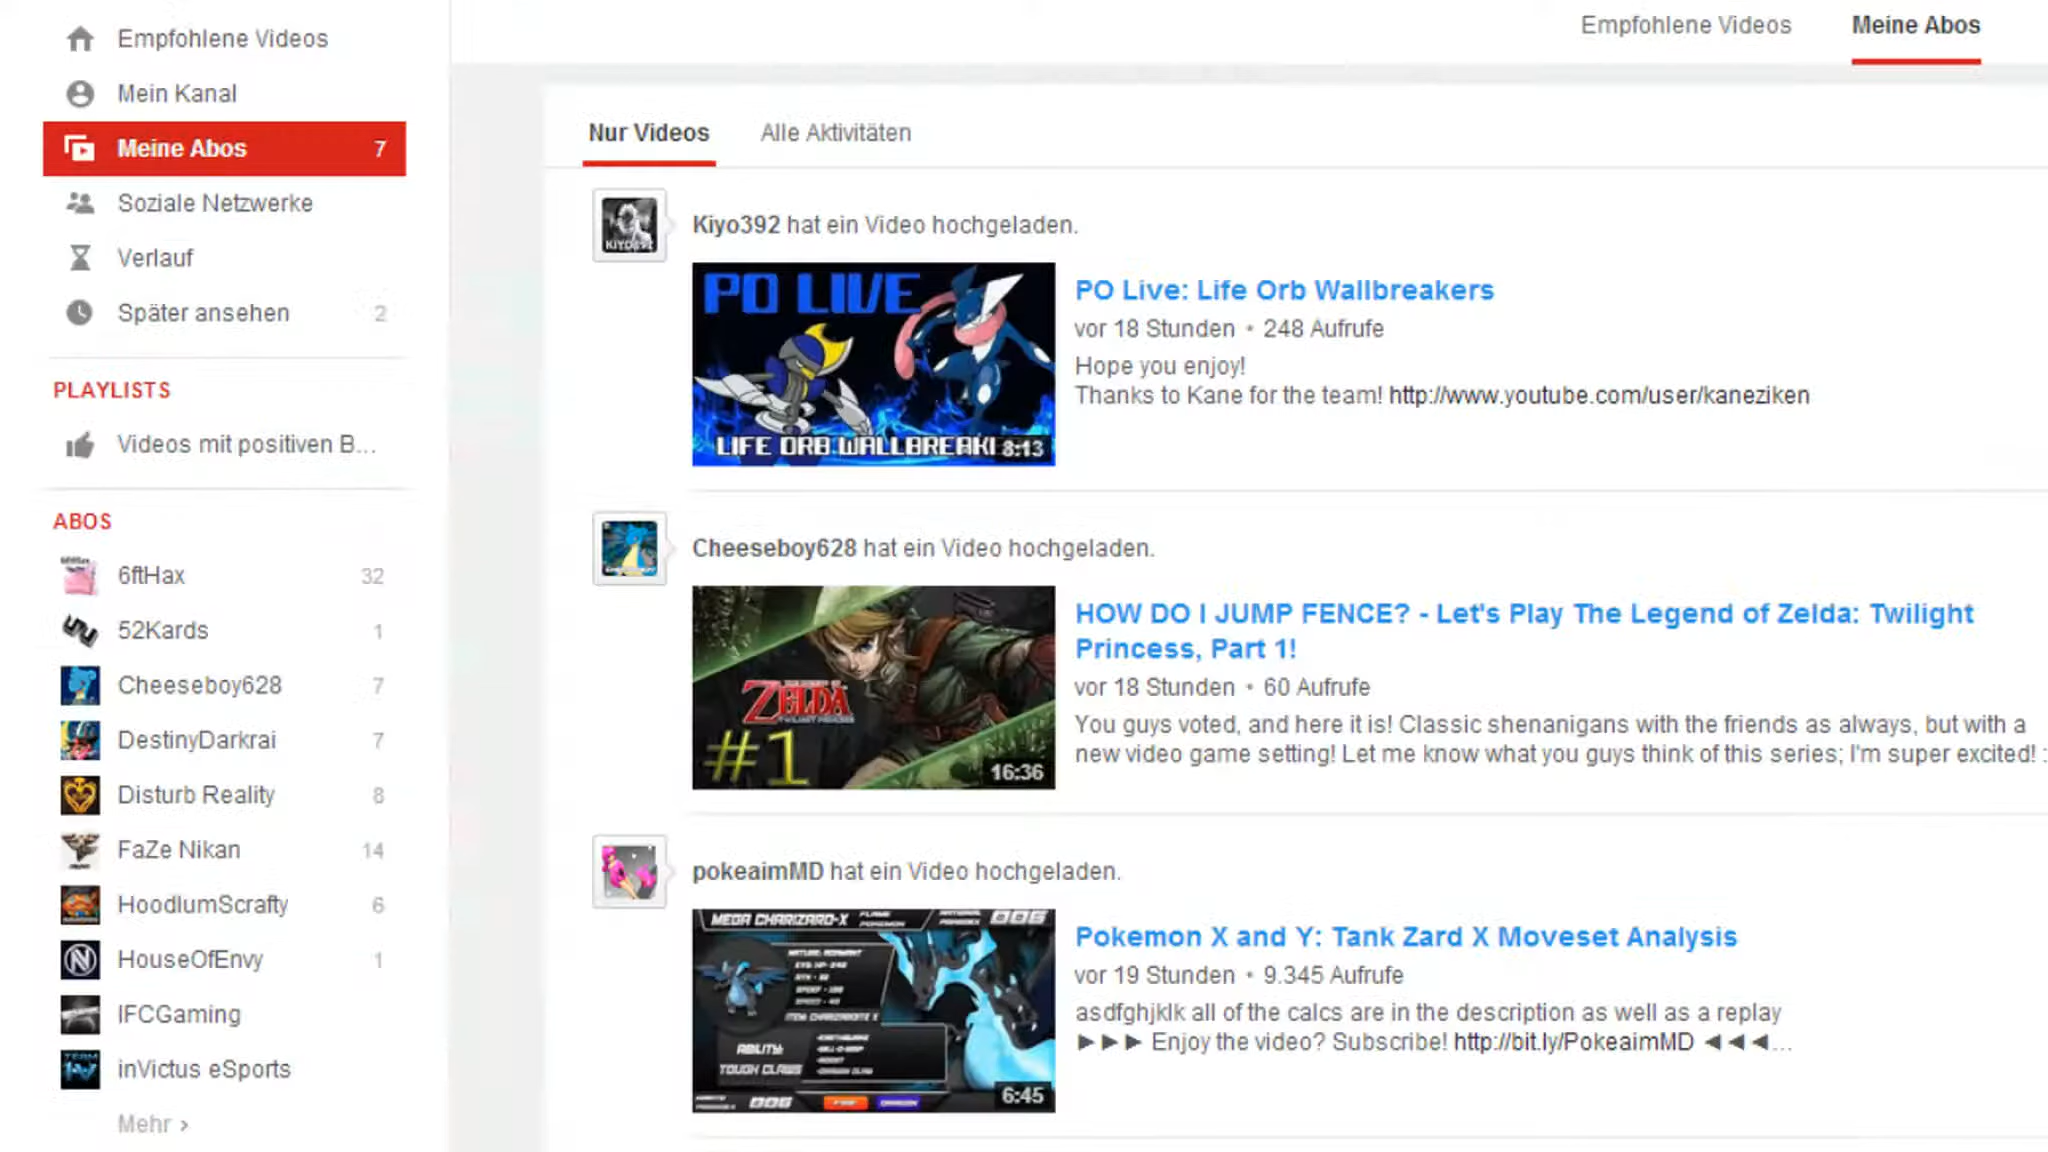 Empfohlene Videos
Mein Kanal
Meine Abos 7
Soziale Netzwerke
Verlauf
Später ansehen 2
PLAYLISTS
Videos mit positiven B...
ABOS
6ftHax 32
52Kards 1
Cheeseboy628 7
DestinyDarkrai 7
Disturb Reality 8
FaZe Nikan 14
HoodlumScrafty 6
HouseOfEnvy 1
IFCGaming
inVictus eSports
Mehr ›
Empfohlene Videos Meine Abos
Nur Videos Alle Aktivitäten
KIYO392
Kiyo392 hat ein Video hochgeladen.
PO LIVE
LIFE ORB WALLBREAKI 8:13
PO Live: Life Orb Wallbreakers
vor 18 Stunden • 248 Aufrufe
Hope you enjoy!
Thanks to Kane for the team! http://www.youtube.com/user/kaneziken
Cheeseboy628 hat ein Video hochgeladen.
ZELDA
TWILIGHT PRINCESS
#1
16:36
HOW DO I JUMP FENCE? - Let's Play The Legend of Zelda: Twilight
Princess, Part 1!
vor 18 Stunden • 60 Aufrufe
You guys voted, and here it is! Classic shenanigans with the friends as always, but with a
new video game setting! Let me know what you guys think of this series; I'm super excited! :
pokeaimMD hat ein Video hochgeladen.
MEGA CHARIZARD-X
ABILITY:
TOUGH CLAWS
6:45
Pokemon X and Y: Tank Zard X Moveset Analysis
vor 19 Stunden • 9.345 Aufrufe
asdfghjklk all of the calcs are in the description as well as a replay
►►► Enjoy the video? Subscribe! http://bit.ly/PokeaimMD ◄◄◄...